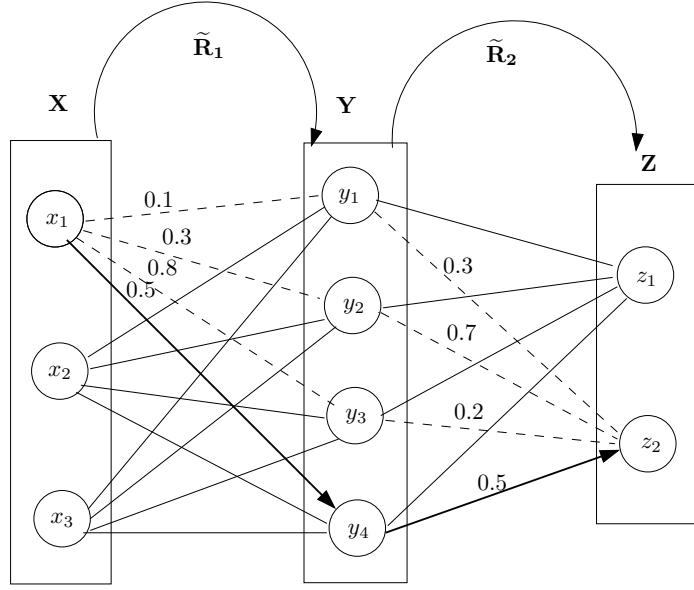 R̃₁
R̃₂
X
Y
Z
x₁
0.1
y₁
0.3
0.8
0.5
0.3
z₁
y₂
0.7
x₂
y₃
0.2
z₂
0.5
x₃
y₄